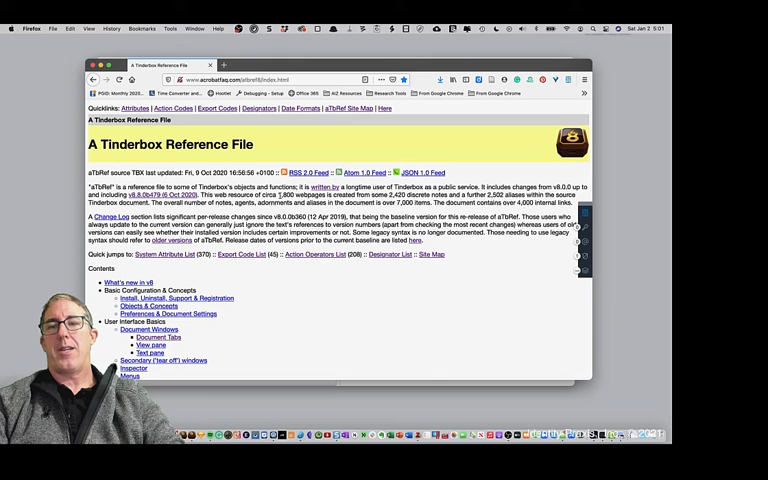 Firefox File Edit View History Bookmarks Tools Window Help Sat Jan 2 5:01
A Tinderbox Reference File
www.acrobatfaq.com/atbref8/index.html
PGID: Monthly 2020... Time Converter and... Hootlet Debugging - Setup Office 365 AIZ Resources Research Tools From Google Chrome From Google Chrome
Quicklinks: Attributes | Action Codes | Export Codes | Designators | Date Formats | aTbRef Site Map | Here
A Tinderbox Reference File
A Tinderbox Reference File
aTbRef source TBX last updated: Fri, 9 Oct 2020 16:56:56 +0100 :: RSS 2.0 Feed :: Atom 1.0 Feed :: JSON 1.0 Feed
"aTbRef" is a reference file to some of Tinderbox's objects and functions; it is written by a longtime user of Tinderbox as a public service. It includes changes from v8.0.0 up to
and including v8.8.0b479 (6 Oct 2020). This web resource of circa 1,800 webpages is created from some 2,420 discrete notes and a further 2,502 aliases within the source
Tinderbox document. The overall number of notes, agents, adornments and aliases in the document is over 7,000 items. The document contains over 4,000 internal links.
A Change Log section lists significant per-release changes since v8.0.0b360 (12 Apr 2019), that being the baseline version for this re-release of aTbRef. Those users who
always update to the current version can generally just ignore the text's references to version numbers (apart from checking the most recent changes) whereas users of old
versions can easily see whether their installed version includes certain improvements or not. Some legacy syntax is no longer documented. Those needing to use legacy
syntax should refer to older versions of aTbRef. Release dates of versions prior to the current baseline are listed here.
Quick jumps to: System Attribute List (370) :: Export Code List (45) :: Action Operators List (208) :: Designator List :: Site Map
Contents
What's new in v8
Basic Configuration & Concepts
Install, Uninstall, Support & Registration
Objects & Concepts
Preferences & Document Settings
User Interface Basics
Document Windows
Document Tabs
View pane
Text pane
Secondary ('tear off') windows
Inspector
Menus